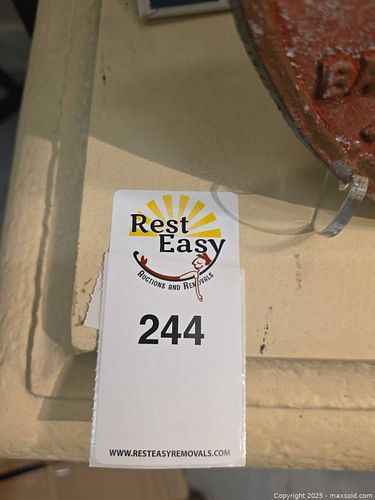 Rest
Easy
AUCTIONS AND REMOVALS
244
WWW.RESTEASYREMOVALS.COM
Copyright 2025 - maxsold.com